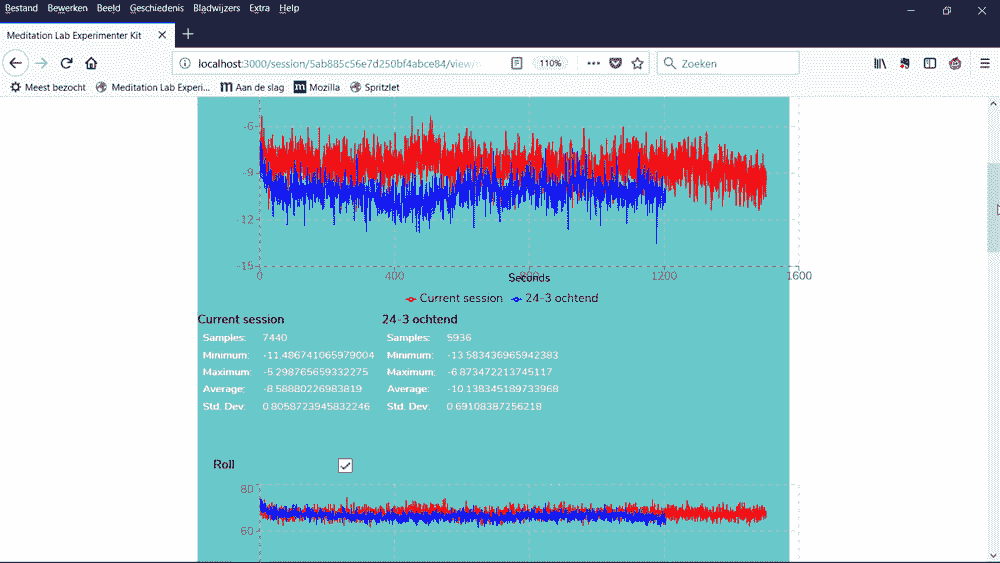 Bestand Bewerken Beeld Geschiedenis Bladwijzers Extra Help
Meditation Lab Experimenter Kit
localhost:3000/session/5ab885c56e7d250bf4abce84/view/ 110% Zoeken
Meest bezocht Meditation Lab Experi... Aan de slag Mozilla Spritzlet
-6
-9
-12
-15
0 400 800 1200 1600
Seconds
Current session 24-3 ochtend
Current session 24-3 ochtend
Samples: 7440 Samples: 5936
Minimum: -11.486741065979004 Minimum: -13.583436965942383
Maximum: -5.298765659332275 Maximum: -6.873472213745117
Average: -8.58880226983819 Average: -10.138345189733968
Std. Dev: 0.8058723945832246 Std. Dev: 0.69108387256218
Roll
80
60